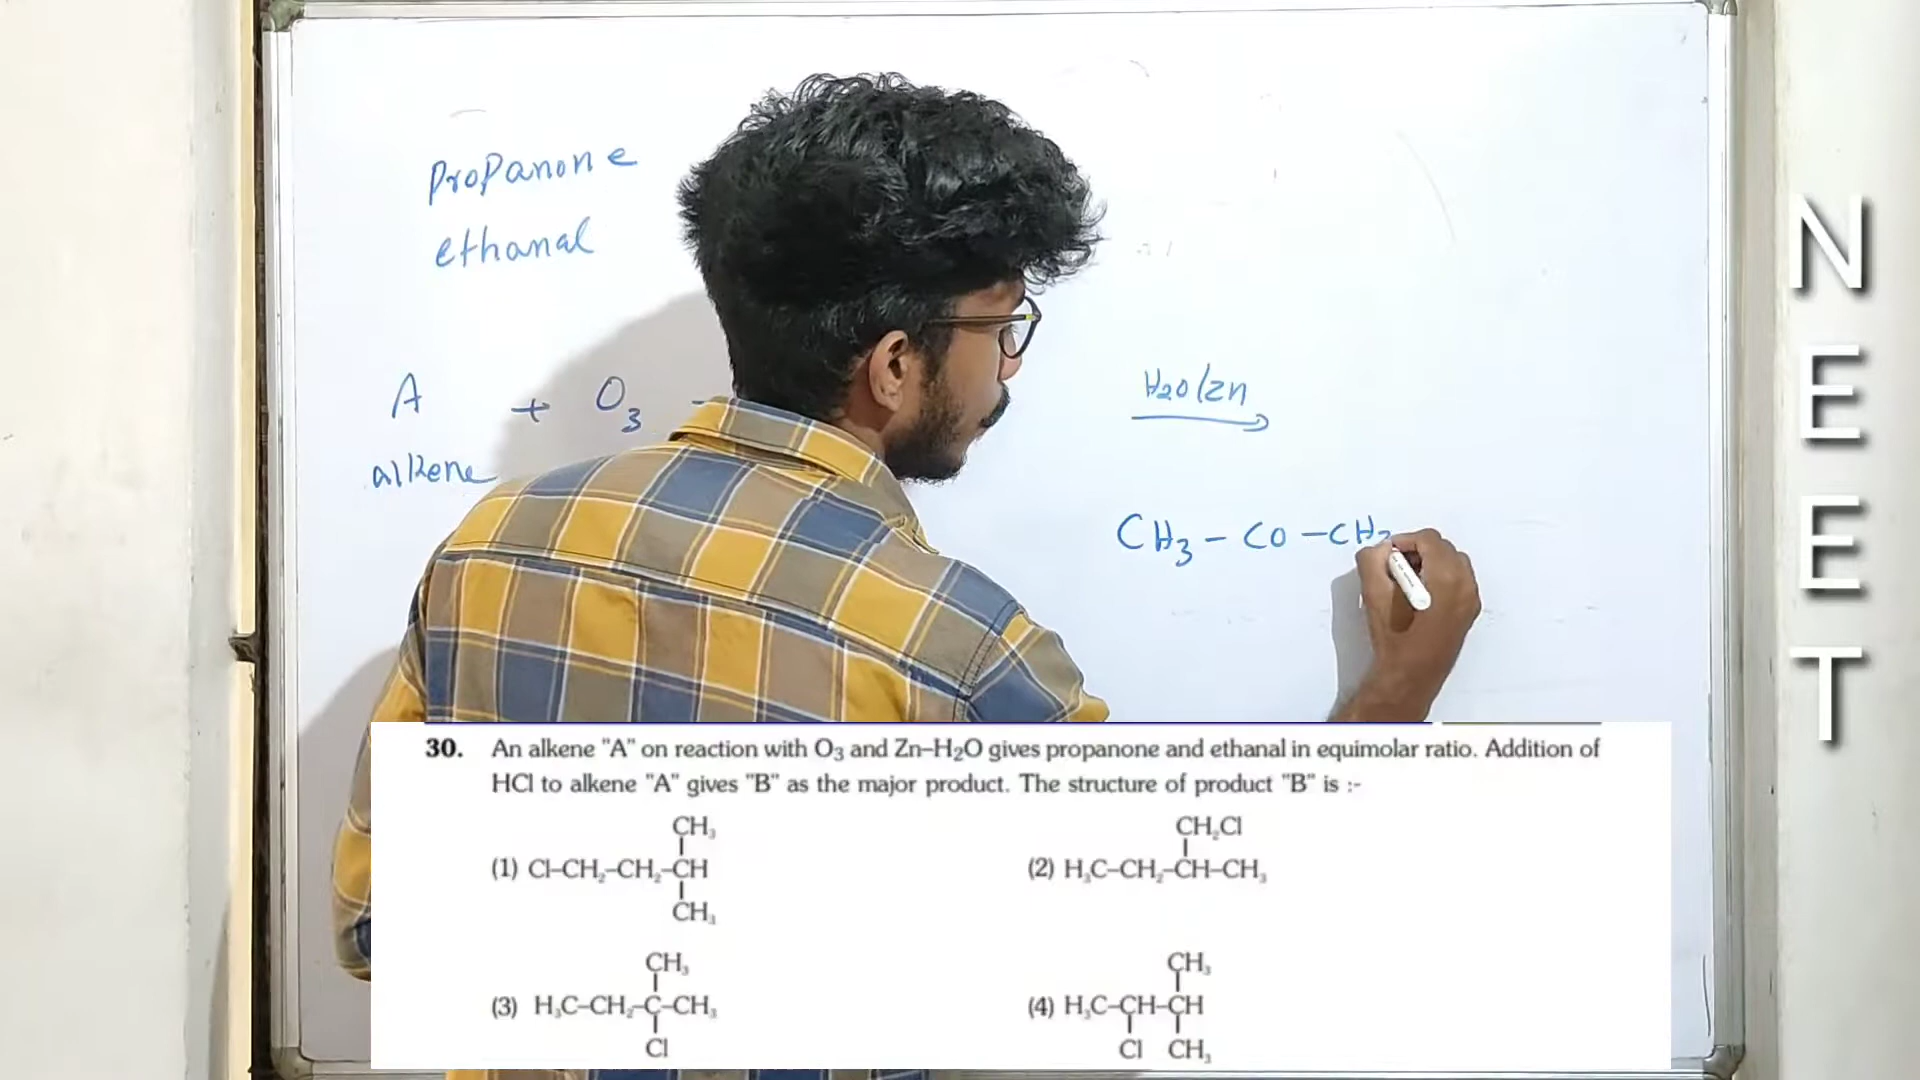 Propanone
ethanal
A + O3
H2O/Zn
alkene
CH3 - CO - CH3
NEET
30. An alkene "A" on reaction with O₃ and Zn–H₂O gives propanone and ethanal in equimolar ratio. Addition of
HCl to alkene "A" gives "B" as the major product. The structure of product "B" is :-
CH₃
(1) Cl–CH₂–CH₂–CH
CH₃
CH₂Cl
(2) H₃C–CH₂–CH–CH₃
CH₃
(3) H₃C–CH₂–C–CH₃
Cl
CH₃
(4) H₃C–CH–CH
Cl CH₃